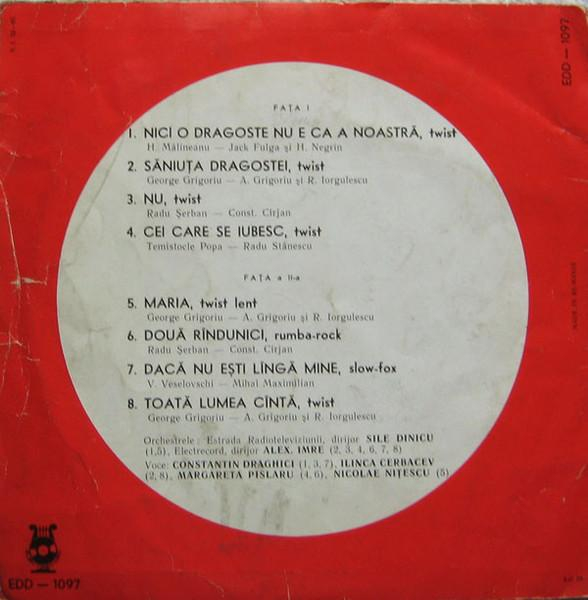 EDD — 1097
FAȚA I
1. NICI O DRAGOSTE NU E CA A NOASTRĂ, twist
H. Mălineanu — Jack Fulga și H. Negrin
2. SĂNIUȚA DRAGOSTEI, twist
George Grigoriu — A. Grigoriu și R. Iorgulescu
3. NU, twist
Radu Șerban — Const. Cîrjan
4. CEI CARE SE IUBESC, twist
Temistocle Popa — Radu Stănescu
FAȚA a II-a
5. MARIA, twist lent
George Grigoriu — A. Grigoriu și R. Iorgulescu
6. DOUĂ RÎNDUNICI, rumba-rock
Radu Șerban — Const. Cîrjan
7. DACĂ NU EȘTI LÎNGĂ MINE, slow-fox
V. Veselovschi — Mihai Maximilian
8. TOATĂ LUMEA CÎNTĂ, twist
George Grigoriu — A. Grigoriu și R. Iorgulescu
Orchestrele: Estrada Radioteleviziunii, dirijor SILE DINICU
(1,5), Electrecord, dirijor ALEX. IMRE (2, 3, 4, 6, 7, 8)
Voce: CONSTANTIN DRAGHICI (1, 3, 7), ILINCA CERBACEV
(2, 8), MARGARETA PÎSLARU (4, 6), NICOLAE NIȚESCU (5)
EDD — 1097